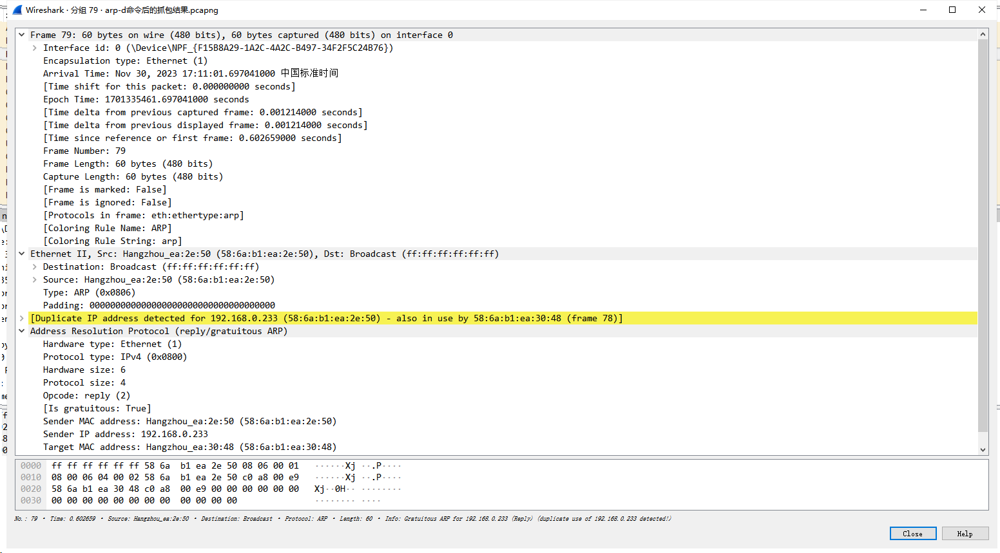 Wireshark · 分组 79 · arp-d命令后的抓包结果.pcapng
Frame 79: 60 bytes on wire (480 bits), 60 bytes captured (480 bits) on interface 0
Interface id: 0 (\Device\NPF_{F15B8A29-1A2C-4A2C-B497-34F2F5C24B76})
Encapsulation type: Ethernet (1)
Arrival Time: Nov 30, 2023 17:11:01.697041000 中国标准时间
[Time shift for this packet: 0.000000000 seconds]
Epoch Time: 1701335461.697041000 seconds
[Time delta from previous captured frame: 0.001214000 seconds]
[Time delta from previous displayed frame: 0.001214000 seconds]
[Time since reference or first frame: 0.602659000 seconds]
Frame Number: 79
Frame Length: 60 bytes (480 bits)
Capture Length: 60 bytes (480 bits)
[Frame is marked: False]
[Frame is ignored: False]
[Protocols in frame: eth:ethertype:arp]
[Coloring Rule Name: ARP]
[Coloring Rule String: arp]
Ethernet II, Src: Hangzhou_ea:2e:50 (58:6a:b1:ea:2e:50), Dst: Broadcast (ff:ff:ff:ff:ff:ff)
Destination: Broadcast (ff:ff:ff:ff:ff:ff)
Source: Hangzhou_ea:2e:50 (58:6a:b1:ea:2e:50)
Type: ARP (0x0806)
Padding: 000000000000000000000000000000000000
[Duplicate IP address detected for 192.168.0.233 (58:6a:b1:ea:2e:50) - also in use by 58:6a:b1:ea:30:48 (frame 78)]
Address Resolution Protocol (reply/gratuitous ARP)
Hardware type: Ethernet (1)
Protocol type: IPv4 (0x0800)
Hardware size: 6
Protocol size: 4
Opcode: reply (2)
[Is gratuitous: True]
Sender MAC address: Hangzhou_ea:2e:50 (58:6a:b1:ea:2e:50)
Sender IP address: 192.168.0.233
Target MAC address: Hangzhou_ea:30:48 (58:6a:b1:ea:30:48)
0000 ff ff ff ff ff ff 58 6a b1 ea 2e 50 08 06 00 01 ······Xj ··.P····
0010 08 00 06 04 00 02 58 6a b1 ea 2e 50 c0 a8 00 e9 ······Xj ··.P····
0020 58 6a b1 ea 30 48 c0 a8 00 e9 00 00 00 00 00 00 Xj··0H·· ········
0030 00 00 00 00 00 00 00 00 00 00 00 00 ········ ····
No.: 79 · Time: 0.602659 · Source: Hangzhou_ea:2e:50 · Destination: Broadcast · Protocol: ARP · Length: 60 · Info: Gratuitous ARP for 192.168.0.233 (Reply) (duplicate use of 192.168.0.233 detected!)
Close
Help